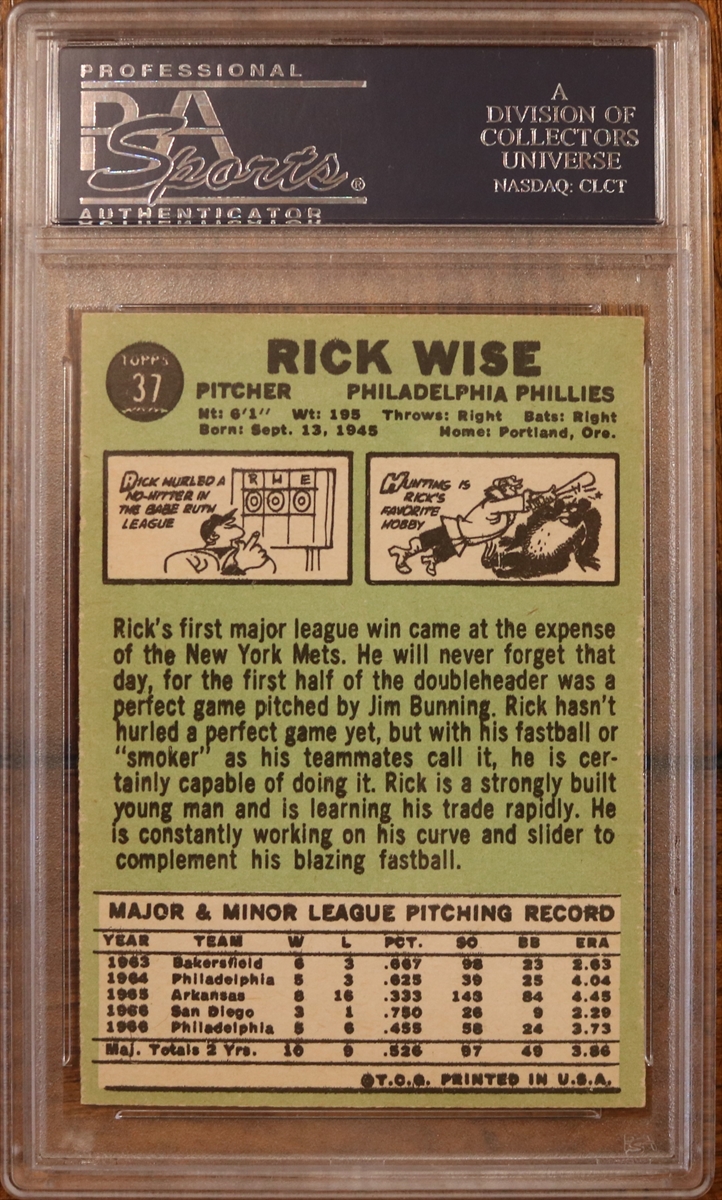 PROFESSIONAL
PSA
Sports®
AUTHENTICATOR
A
DIVISION OF
COLLECTORS
UNIVERSE
NASDAQ: CLCT
TOPPS
37
RICK WISE
PITCHER PHILADELPHIA PHILLIES
Ht: 6'1" Wt: 195 Throws: Right Bats: Right
Born: Sept. 13, 1945 Home: Portland, Ore.
RICK HURLED A
NO-HITTER IN
THE BABE RUTH
LEAGUE
R H E
0 0 0
HUNTING IS
RICK'S
FAVORITE
HOBBY
Rick's first major league win came at the expense
of the New York Mets. He will never forget that
day, for the first half of the doubleheader was a
perfect game pitched by Jim Bunning. Rick hasn't
hurled a perfect game yet, but with his fastball or
"smoker" as his teammates call it, he is cer-
tainly capable of doing it. Rick is a strongly built
young man and is learning his trade rapidly. He
is constantly working on his curve and slider to
complement his blazing fastball.
MAJOR & MINOR LEAGUE PITCHING RECORD
YEAR TEAM W L PCT. SO BB ERA
1963 Bakersfield 6 3 .667 98 23 2.63
1964 Philadelphia 5 3 .625 39 25 4.04
1965 Arkansas 8 16 .333 143 84 4.45
1966 San Diego 3 1 .750 26 9 2.29
1966 Philadelphia 5 6 .455 58 24 3.73
Maj. Totals 2 Yrs. 10 9 .526 97 49 3.86
©T.C.G. PRINTED IN U.S.A.
PSA